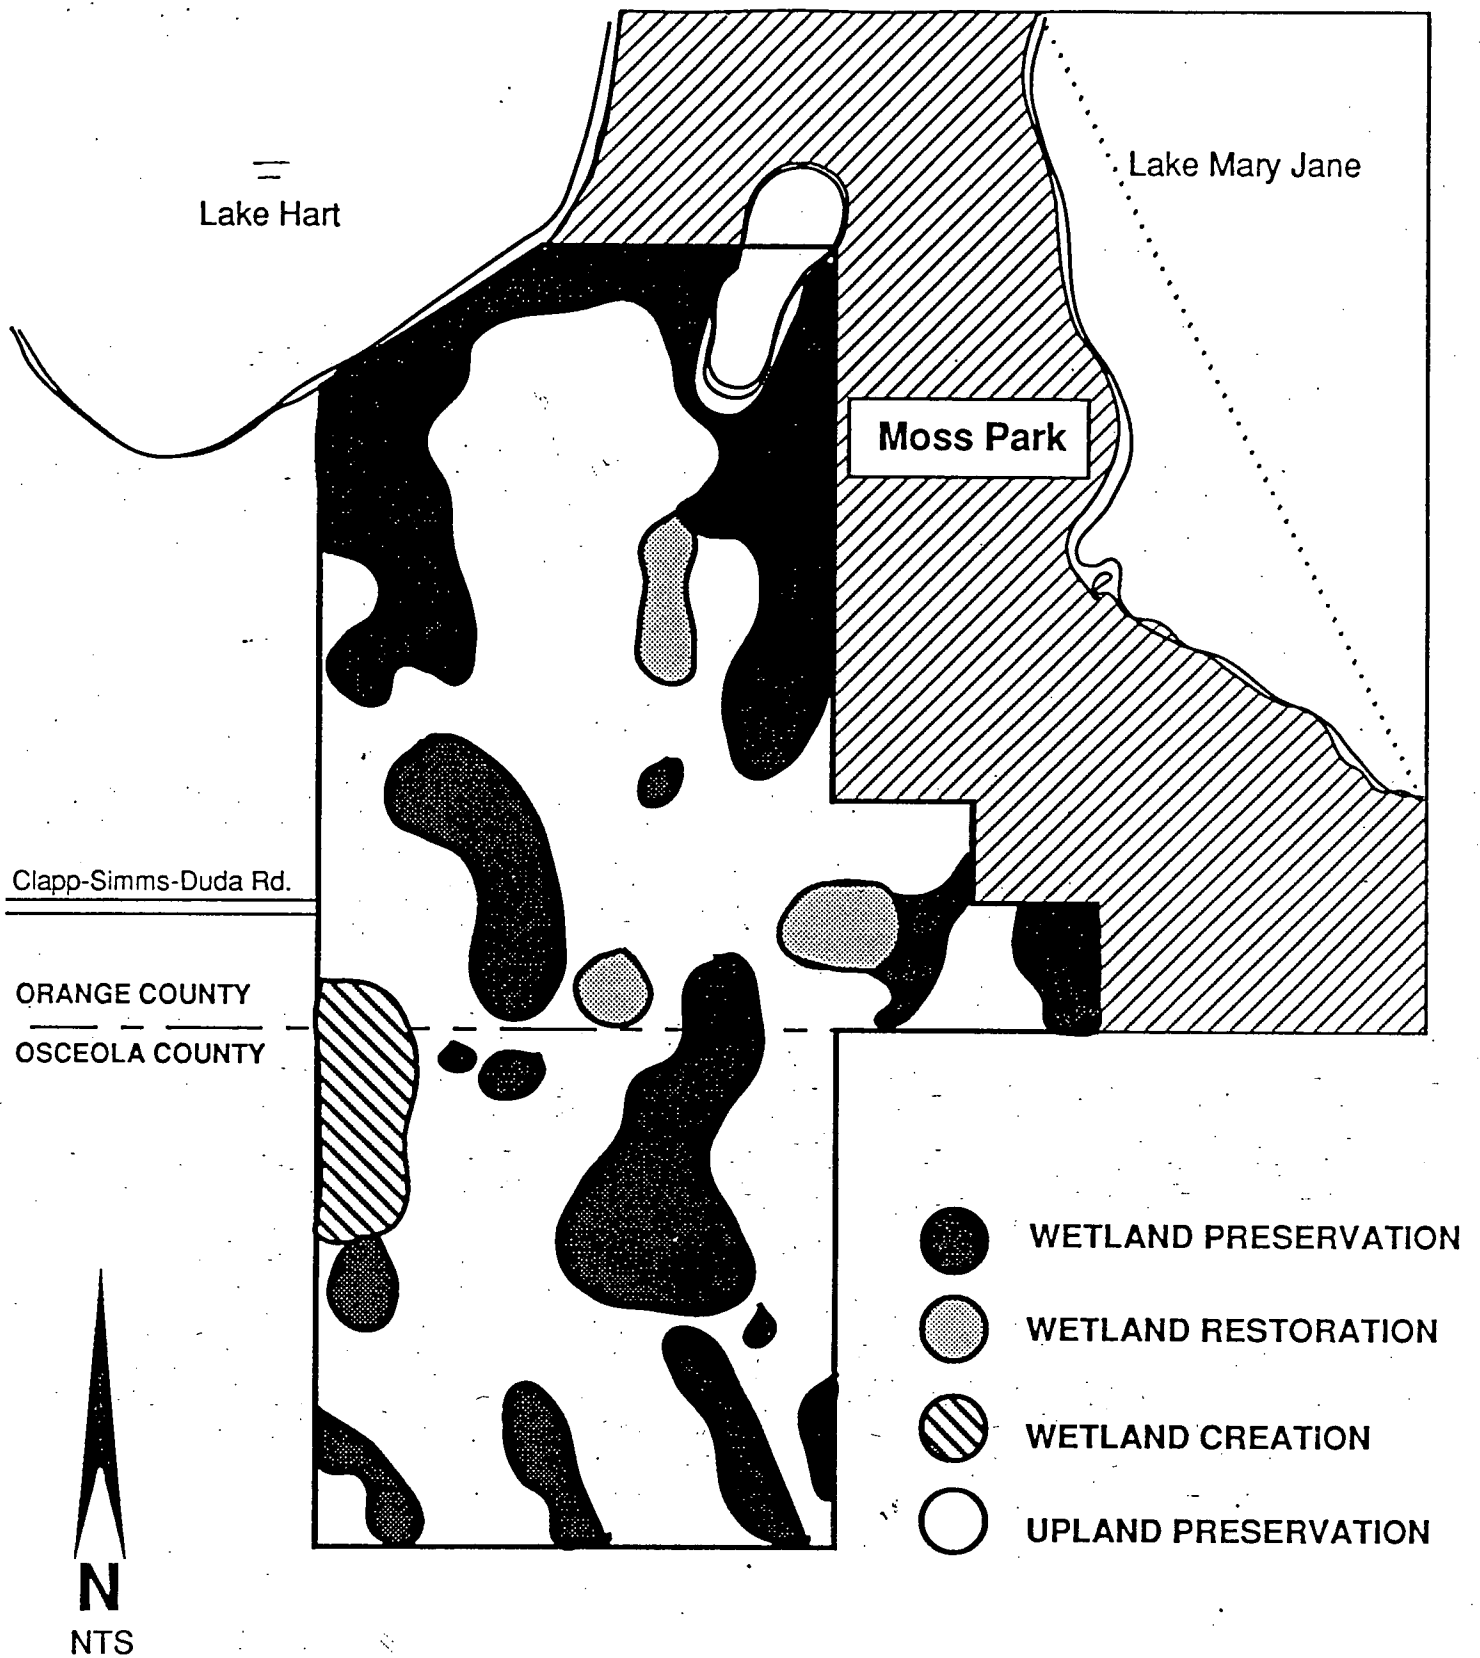 Lake Mary Jane
Lake Hart
Moss Park
Clapp-Simms-Duda Rd.
ORANGE COUNTY
OSCEOLA COUNTY
WETLAND PRESERVATION
WETLAND RESTORATION
WETLAND CREATION
UPLAND PRESERVATION
N
NTS